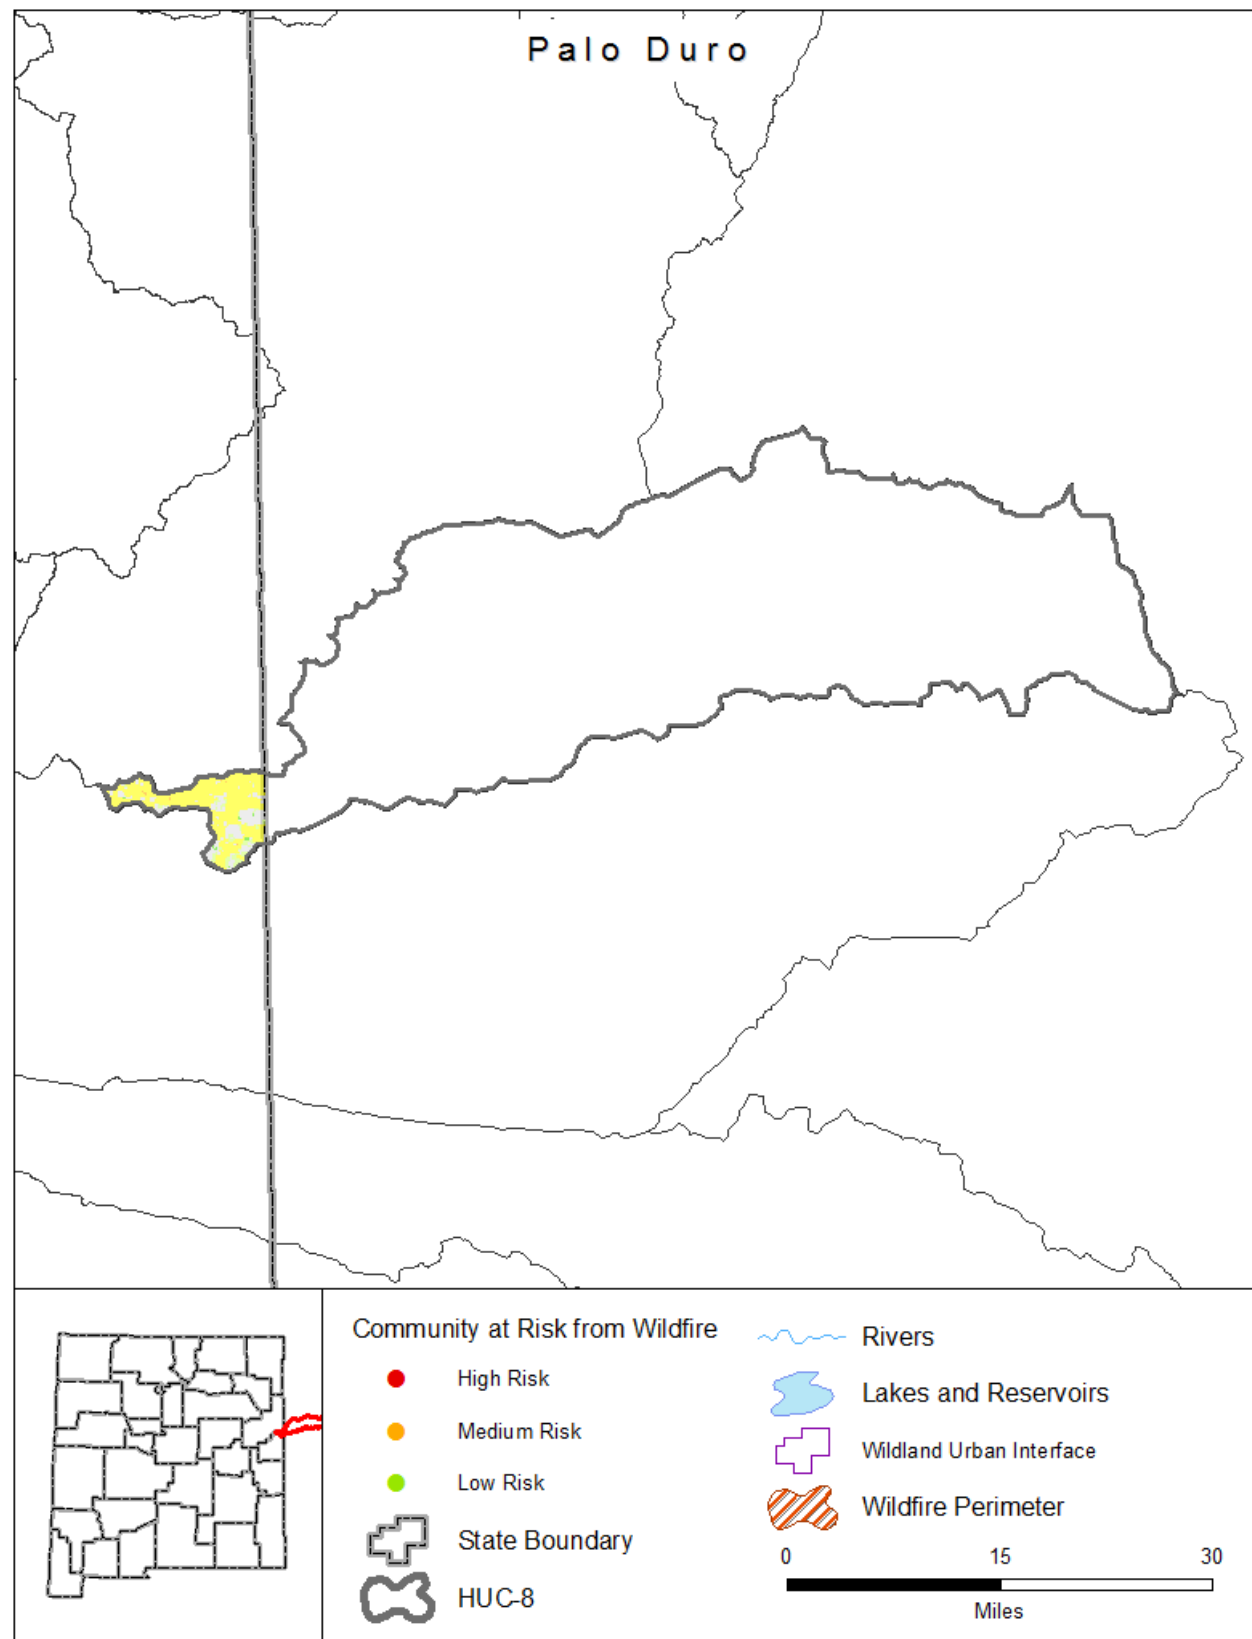 Palo Duro
Community at Risk from Wildfire
High Risk
Medium Risk
Low Risk
State Boundary
HUC-8
Rivers
Lakes and Reservoirs
Wildland Urban Interface
Wildfire Perimeter
0 15 30
Miles